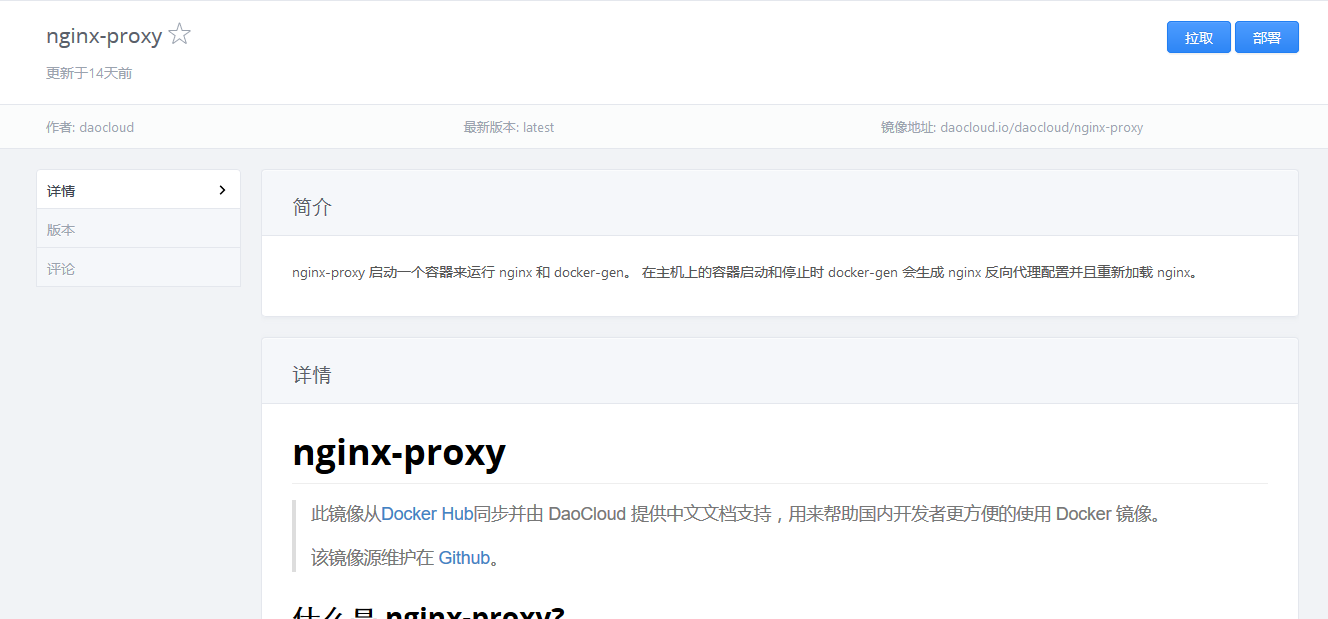 nginx-proxy
拉取
部署
更新于14天前
作者: daocloud
最新版本: latest
镜像地址: daocloud.io/daocloud/nginx-proxy
详情
版本
评论
简介
nginx-proxy 启动一个容器来运行 nginx 和 docker-gen。 在主机上的容器启动和停止时 docker-gen 会生成 nginx 反向代理配置并且重新加载 nginx。
详情
nginx-proxy
此镜像从Docker Hub同步并由 DaoCloud 提供中文文档支持，用来帮助国内开发者更方便的使用 Docker 镜像。
该镜像源维护在 Github。
什么是 nginx-proxy?